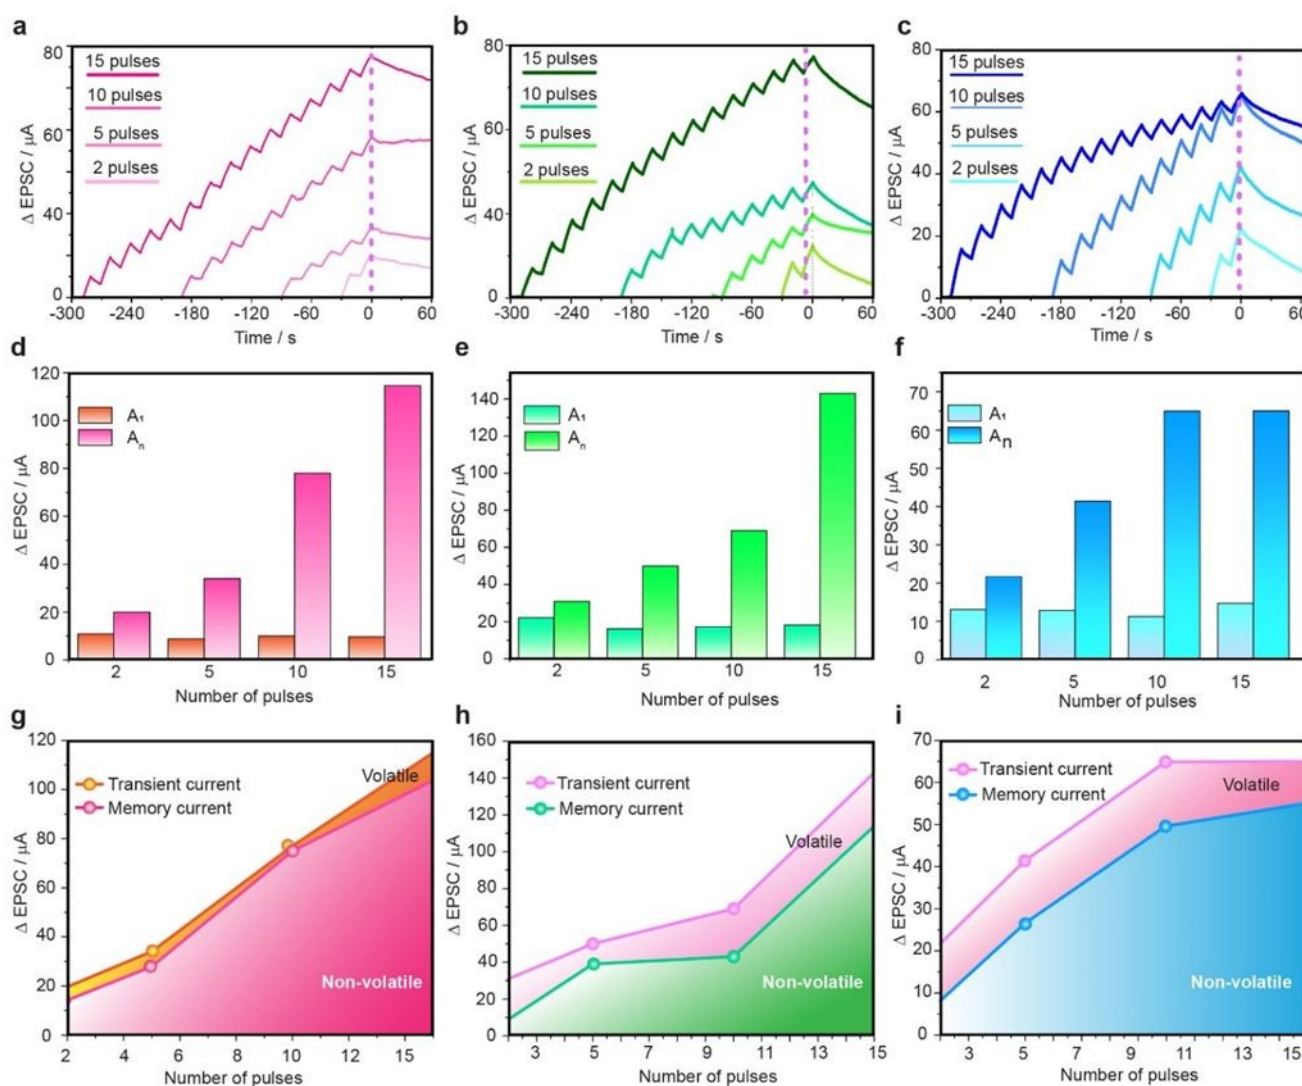 a
80
60
40
20
0
15 pulses
10 pulses
5 pulses
2 pulses
Δ EPSC / μA
-300 -240 -180 -120 -60 0 60
Time / s
b
80
60
40
0
15 pulses
10 pulses
5 pulses
2 pulses
Δ EPSC / μA
-300 -240 -180 -120 -60 0 60
Time / s
c
80
60
40
20
0
15 pulses
10 pulses
5 pulses
2 pulses
Δ EPSC / μA
-300 -240 -180 -120 -60 0 60
Time / s
d
120
100
80
60
40
20
0
A₁
Aₙ
Δ EPSC / μA
2 5 10 15
Number of pulses
e
140
120
100
80
60
40
20
0
A₁
Aₙ
Δ EPSC / μA
2 5 10 15
Number of pulses
f
70
60
50
40
30
20
10
0
A₁
Aₙ
Δ EPSC / μA
2 5 10 15
Number of pulses
g
120
100
80
60
40
20
0
Transient current
Memory current
Volatile
Non-volatile
Δ EPSC / μA
2 4 6 8 10 15
Number of pulses
h
160
140
120
100
80
60
40
20
0
Transient current
Memory current
Volatile
Non-volatile
Δ EPSC / μA
3 5 7 9 10 11 15
Number of pulses
i
70
60
50
40
30
20
10
0
Transient current
Memory current
Volatile
Non-volatile
Δ EPSC / μA
3 5 7 9 10 11 13 15
Number of pulses